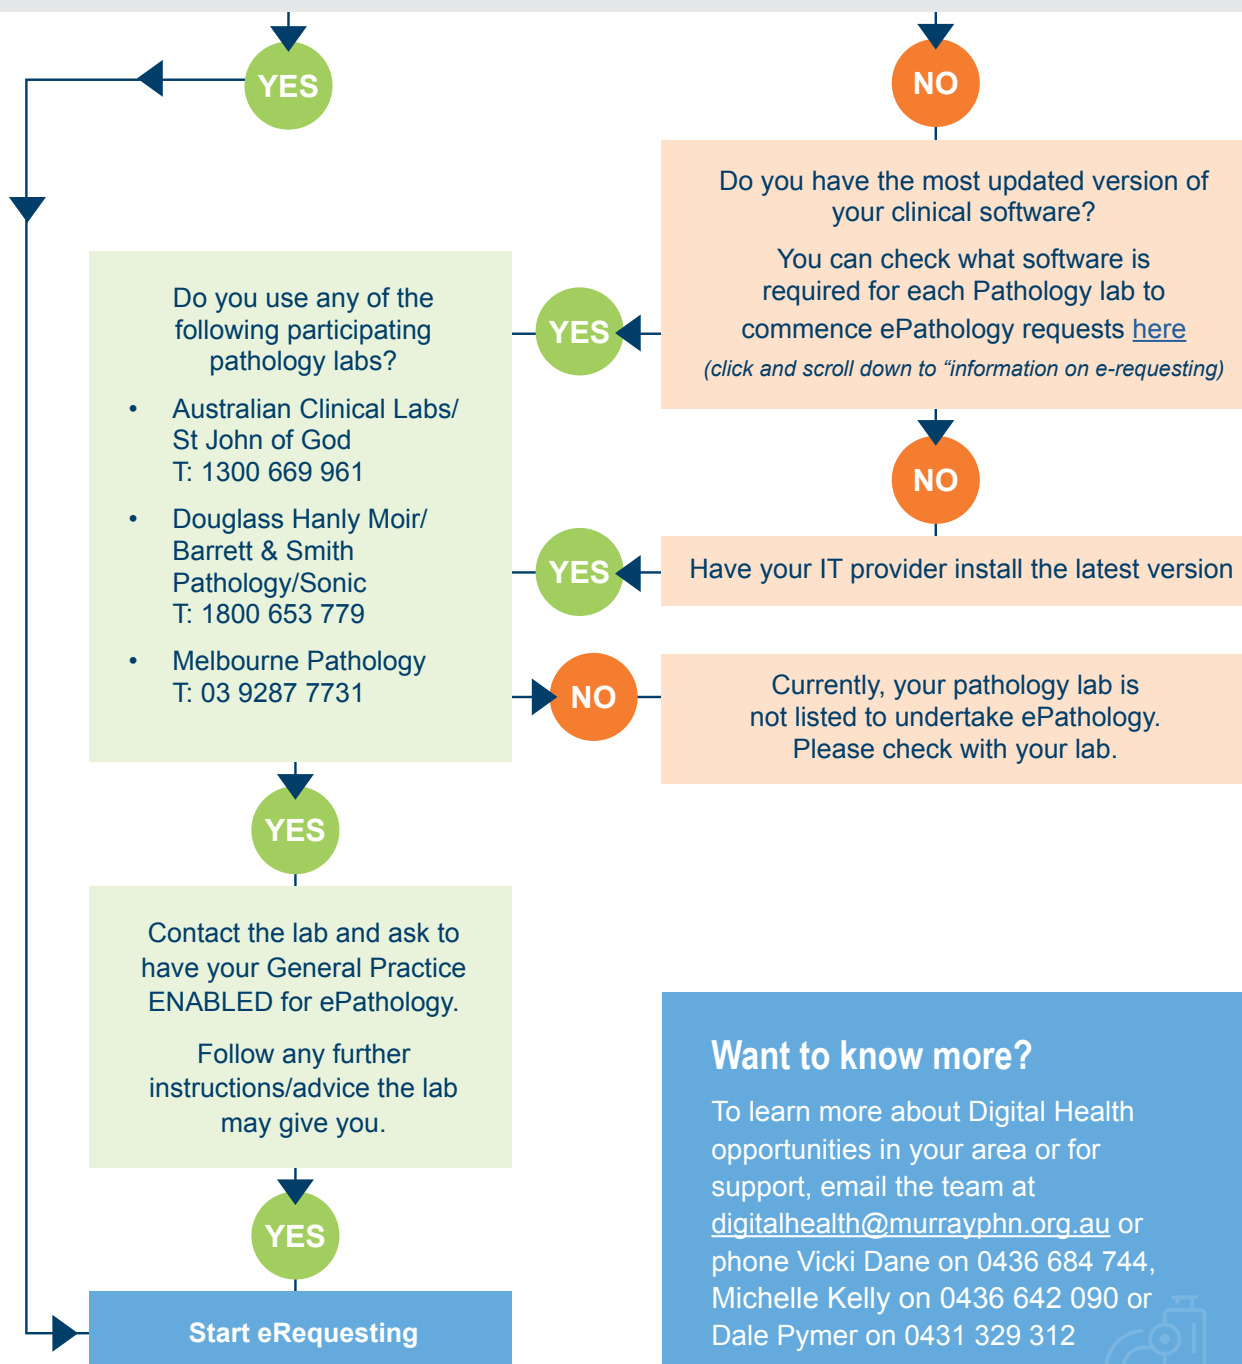 YES
NO
Do you have the most updated version of
your clinical software?
You can check what software is
required for each Pathology lab to
commence ePathology requests here
(click and scroll down to “information on e-requesting)
YES
NO
Have your IT provider install the latest version
YES
Do you use any of the
following participating
pathology labs?
• Australian Clinical Labs/
St John of God
T: 1300 669 961
• Douglass Hanly Moir/
Barrett & Smith
Pathology/Sonic
T: 1800 653 779
• Melbourne Pathology
T: 03 9287 7731
NO
Currently, your pathology lab is
not listed to undertake ePathology.
Please check with your lab.
YES
Contact the lab and ask to
have your General Practice
ENABLED for ePathology.
Follow any further
instructions/advice the lab
may give you.
YES
Start eRequesting
Want to know more?
To learn more about Digital Health
opportunities in your area or for
support, email the team at
digitalhealth@murrayphn.org.au or
phone Vicki Dane on 0436 684 744,
Michelle Kelly on 0436 642 090 or
Dale Pymer on 0431 329 312